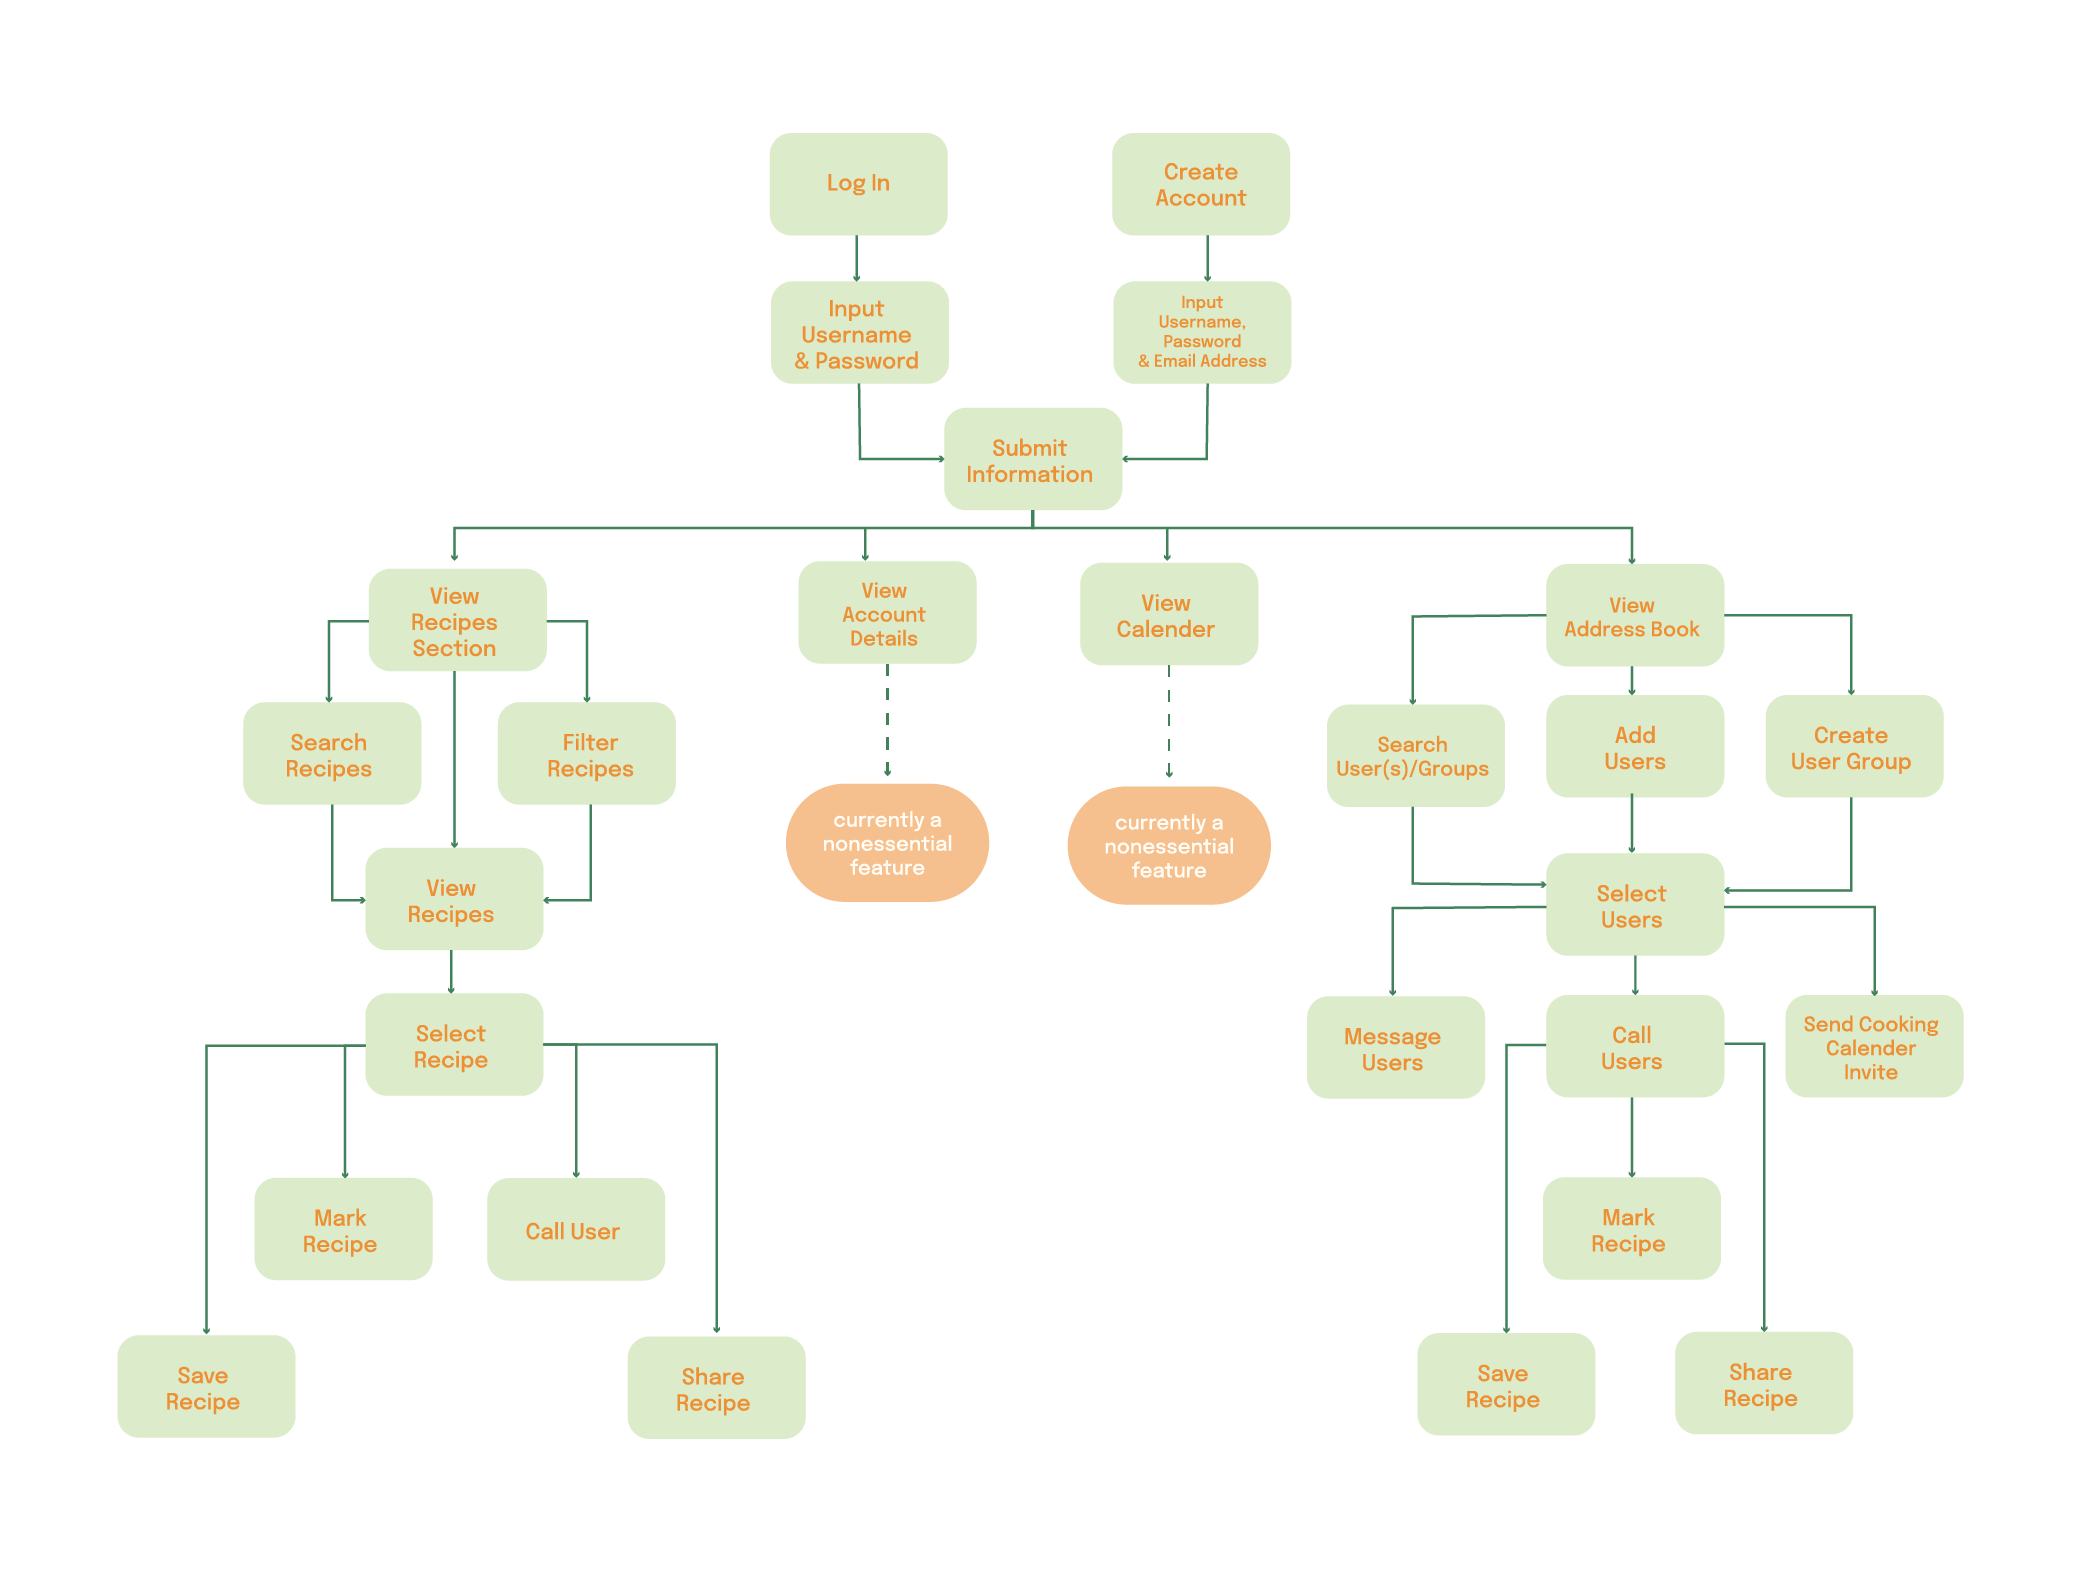 Log In
Create
Account
Input
Username
& Password
Input
Username,
Password
& Email Address
Submit
Information
View
Recipes
Section
View
Account
Details
View
Calender
View
Address Book
Search
Recipes
Filter
Recipes
Search
User(s)/Groups
Add
Users
Create
User Group
currently a
nonessential
feature
currently a
nonessential
feature
View
Recipes
Select
Users
Select
Recipe
Message
Users
Call
Users
Send Cooking
Calender
Invite
Mark
Recipe
Call User
Mark
Recipe
Save
Recipe
Share
Recipe
Save
Recipe
Share
Recipe